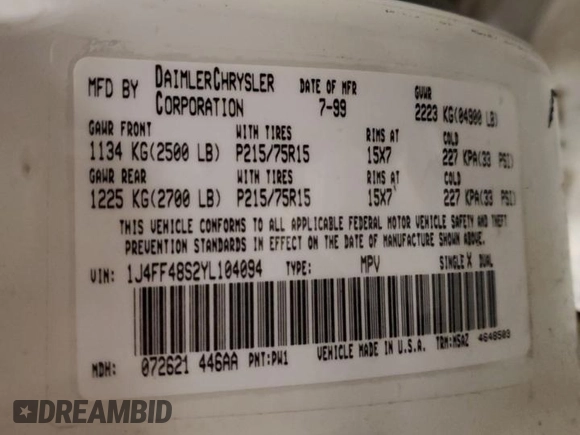 MFD BY DAIMLERCHRYSLER CORPORATION DATE OF MFR 7-99 GVWR 2223 KG(04900 LB)
GAWR FRONT WITH TIRES RIMS AT COLD
1134 KG(2500 LB) P215/75R15 15X7 227 KPA(33 PSI)
GAWR REAR WITH TIRES RIMS AT COLD
1225 KG(2700 LB) P215/75R15 15X7 227 KPA(33 PSI)
THIS VEHICLE CONFORMS TO ALL APPLICABLE FEDERAL MOTOR VEHICLE SAFETY AND THEFT
PREVENTION STANDARDS IN EFFECT ON THE DATE OF MANUFACTURE SHOWN ABOVE.
VIN: 1J4FF48S2YL104094 TYPE: MPV SINGLE X DUAL
MDH: 072621 446AA PNT:PW1 VEHICLE MADE IN U.S.A. TRM:M5AZ 4648503
DREAMBID